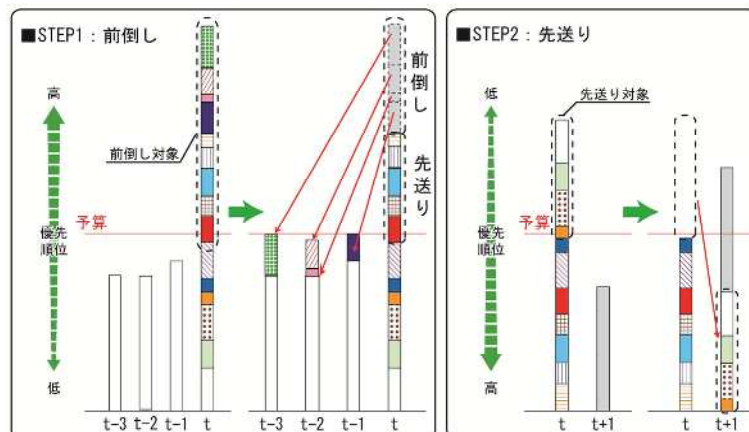 ■STEP1：前倒し
高
前倒し対象
予算
優先
順位
低
t-3 t-2 t-1 t
前倒し
先送り
t-3 t-2 t-1 t
■STEP2：先送り
低
先送り対象
予算
優先
順位
高
t t+1
t t+1